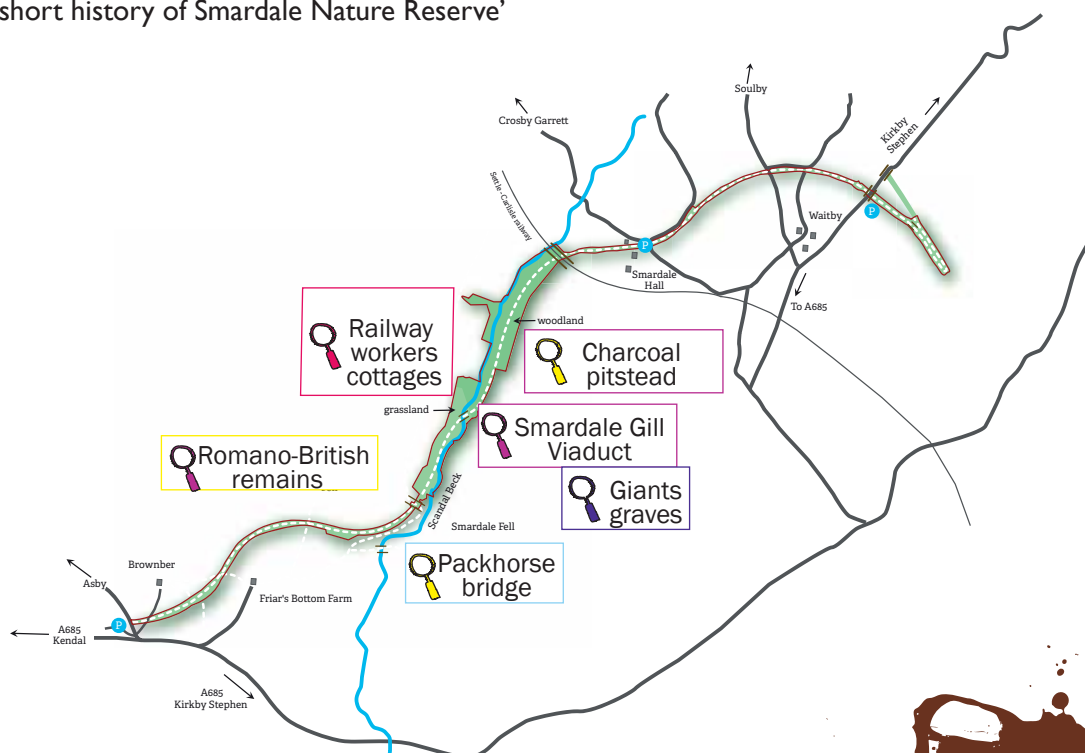 short history of Smardale Nature Reserve’
Soulby
Crosby Garrett
Kirkby
Stephen
Settle - Carlisle railway
Waitby
P
P
Smardale
Hall
To A685
woodland
Railway
workers
cottages
Charcoal
pitstead
grassland
Smardale Gill
Viaduct
Romano-British
remains
Giants
graves
Scandal Beck
Smardale Fell
Packhorse
bridge
Brownber
Asby
Friar's Bottom Farm
P
A685
Kendal
A685
Kirkby Stephen